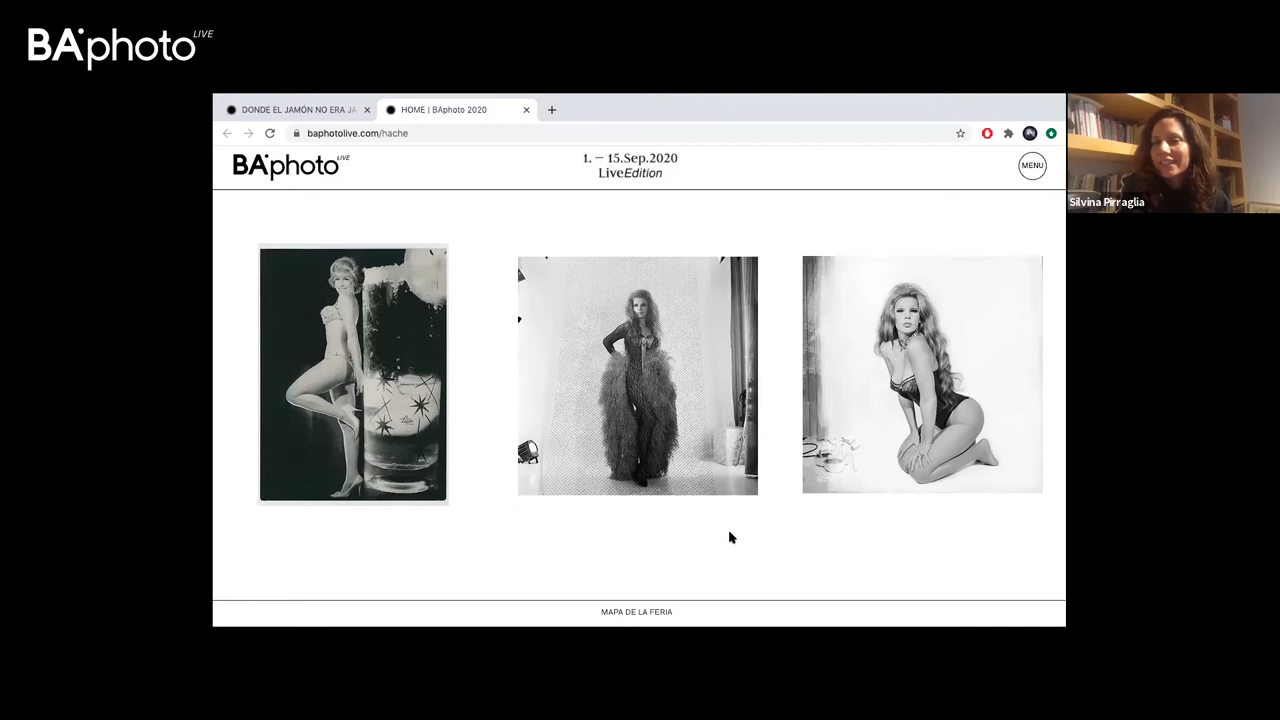 BAphoto LIVE
DONDE EL JAMÓN NO ERA JA
HOME | BAphoto 2020
baphotolive.com/hache
BAphoto LIVE
1. — 15.Sep.2020
LiveEdition
MENU
Silvina Pirraglia
MAPA DE LA FERIA